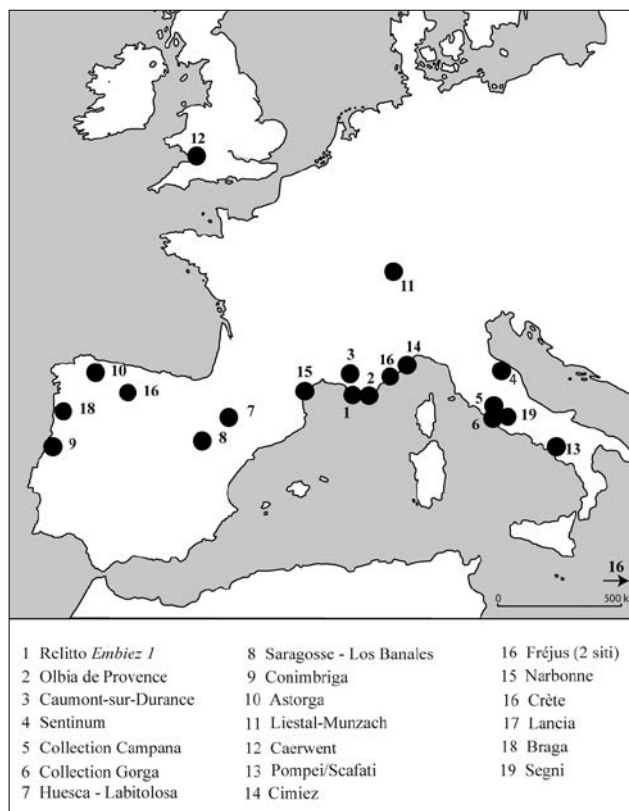 12
11
14
16
3
15
4
10
16
1
2
5
18
7
19
6
8
9
13
16
0
500 k
1 Relitto Embiez 1
2 Olbia de Provence
3 Caumont-sur-Durance
4 Sentinum
5 Collection Campana
6 Collection Gorga
7 Huesca - Labitolosa
8 Saragosse - Los Banales
9 Conimbriga
10 Astorga
11 Liestal-Munzach
12 Caerwent
13 Pompei/Scafati
14 Cimiez
16 Fréjus (2 siti)
15 Narbonne
16 Crète
17 Lancia
18 Braga
19 Segni